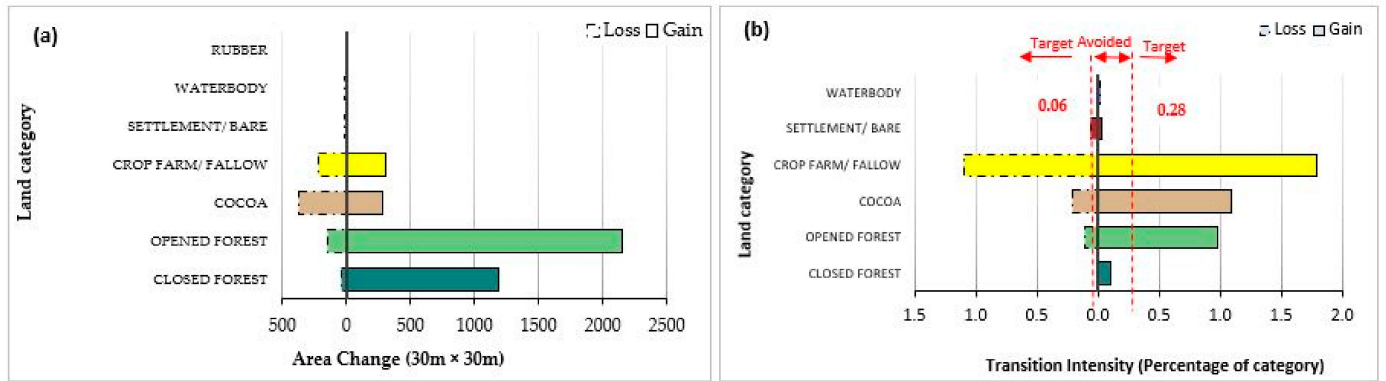 (a)
Loss Gain
Land category
RUBBER
WATERBODY
SETTLEMENT/ BARE
CROP FARM/ FALLOW
COCOA
OPENED FOREST
CLOSED FOREST
500 0 500 1000 1500 2000 2500
Area Change (30m × 30m)
(b)
Loss Gain
Target Avoided Target
0.06 0.28
Land category
WATERBODY
SETTLEMENT/ BARE
CROP FARM/ FALLOW
COCOA
OPENED FOREST
CLOSED FOREST
1.5 1.0 0.5 0.0 0.5 1.0 1.5 2.0
Transition Intensity (Percentage of category)